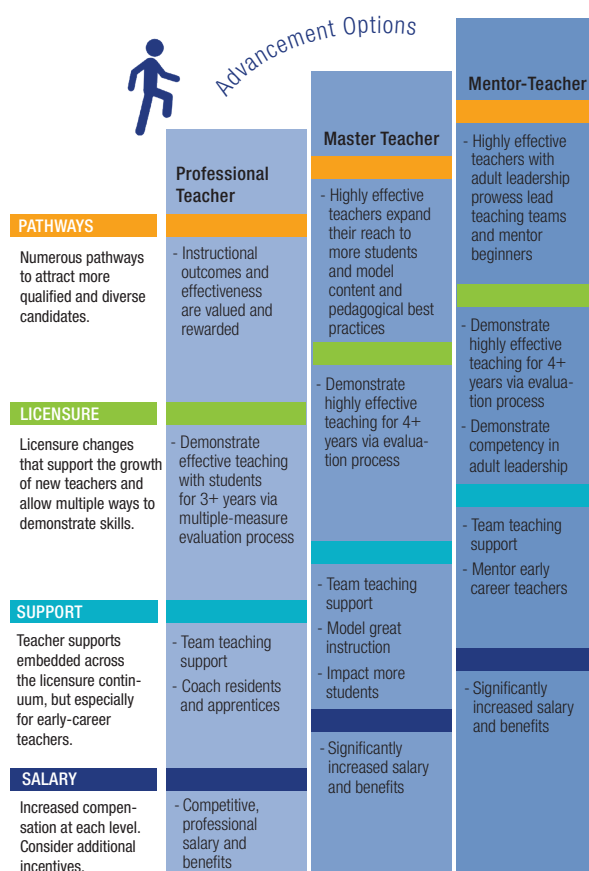 Advancement Options
PATHWAYS
Numerous pathways
to attract more
qualified and diverse
candidates.
LICENSURE
Licensure changes
that support the growth
of new teachers and
allow multiple ways to
demonstrate skills.
SUPPORT
Teacher supports
embedded across
the licensure contin-
uum, but especially
for early-career
teachers.
SALARY
Increased compen-
sation at each level.
Consider additional
incentives.
Professional
Teacher
- Instructional
outcomes and
effectiveness
are valued and
rewarded
- Demonstrate
effective teaching
with students
for 3+ years via
multiple-measure
evaluation process
- Team teaching
support
- Coach residents
and apprentices
- Competitive,
professional
salary and
benefits
Master Teacher
- Highly effective
teachers expand
their reach to
more students
and model
content and
pedagogical best
practices
- Demonstrate
highly effective
teaching for 4+
years via evalua-
tion process
- Team teaching
support
- Model great
instruction
- Impact more
students
- Significantly
increased salary
and benefits
Mentor-Teacher
- Highly effective
teachers with
adult leadership
prowess lead
teaching teams
and mentor
beginners
- Demonstrate
highly effective
teaching for 4+
years via evalua-
tion process
- Demonstrate
competency in
adult leadership
- Team teaching
support
- Mentor early
career teachers
- Significantly
increased salary
and benefits